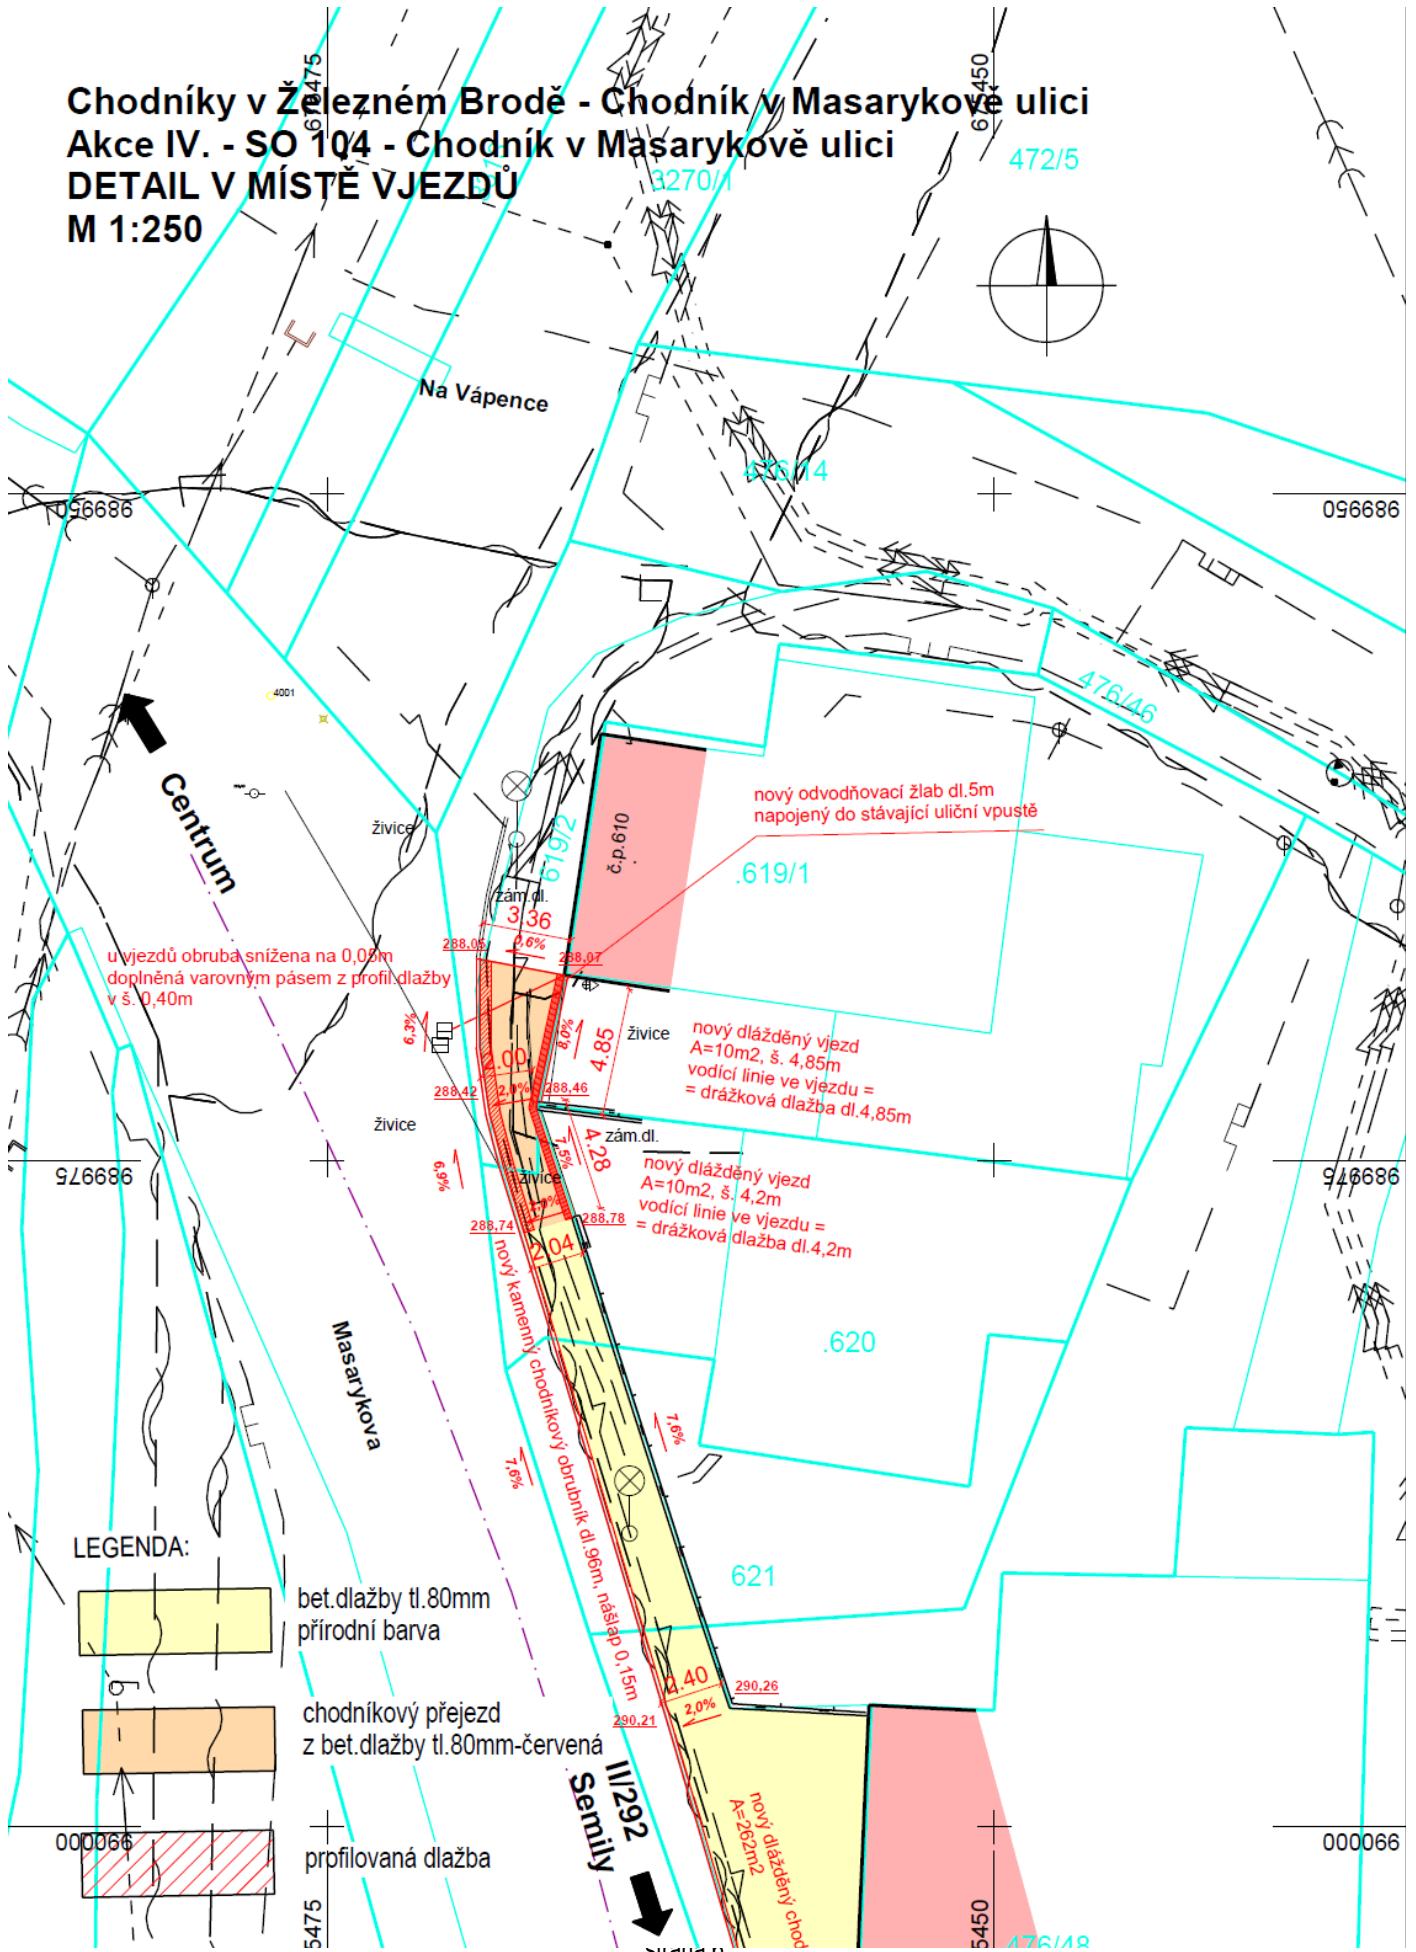 Chodníky v Železném Brodě - Chodník v Masarykově ulici
Akce IV. - SO 104 - Chodník v Masarykově ulici
DETAIL V MÍSTĚ VJEZDŮ
M 1:250
675450
3270/1
472/5
Na Vápence
476/14
989950
989950
476/46
4001
Centrum
živice
619/2
č.p.610
nový odvodňovací žlab dl.5m
napojený do stávající uliční vpustě
.619/1
zám.dl.
3.36
0,6%
288,05
288,07
u vjezdů obruba snížena na 0,05m
doplněná varovným pásem z profil.dlažby
v š. 0,40m
6,3%
8,0%
4.85
živice
nový dlážděný vjezd
A=10m2, š. 4,85m
vodící linie ve vjezdu =
= drážková dlažba dl.4,85m
288,42
2,0%
288,46
živice
zám.dl.
4.28
7,5%
989975
989975
6,9%
živice
nový dlážděný vjezd
A=10m2, š. 4,2m
vodící linie ve vjezdu =
= drážková dlažba dl.4,2m
288,74
288,78
2.04
nový kamenný chodníkový obrubník dl.96m, nášlap 0,15m
Masarykova
.620
7,6%
7,6%
621
LEGENDA:
bet.dlažby tl.80mm
přírodní barva
chodníkový přejezd
z bet.dlažby tl.80mm-červená
profilovaná dlažba
2.40
2,0%
290,26
290,21
II/292
Semily
nový dlážděný chod
A=262m2
990000
990000
5475
5450
476/48